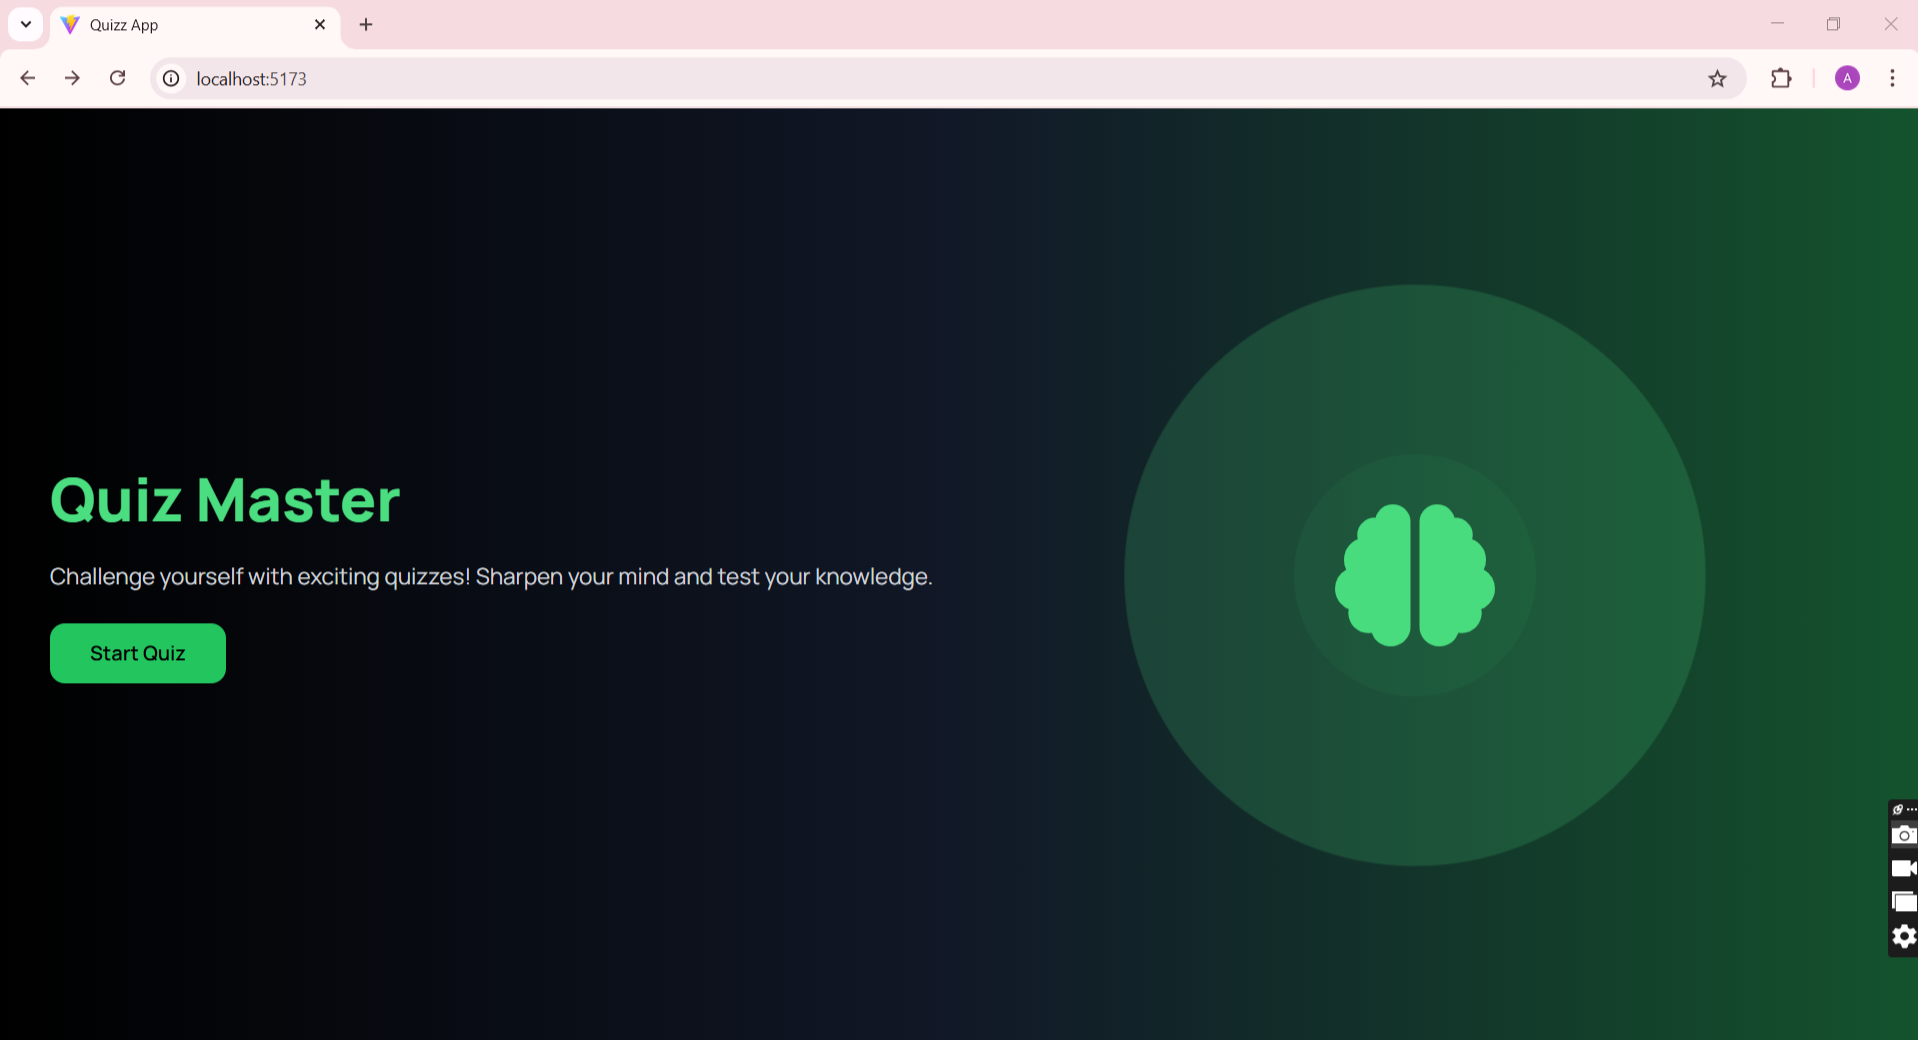 Quizz App
localhost:5173
A
Quiz Master
Challenge yourself with exciting quizzes! Sharpen your mind and test your knowledge.
Start Quiz